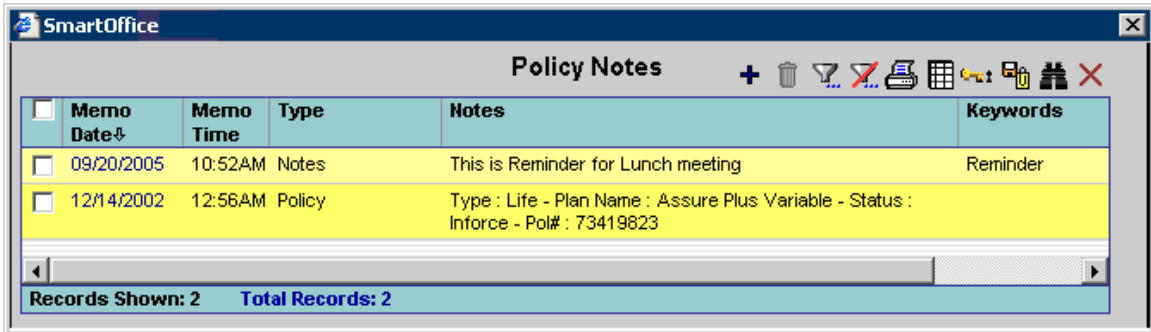 SmartOffice
Policy Notes
Memo Date Memo Time Type Notes Keywords
09/20/2005 10:52AM Notes This is Reminder for Lunch meeting Reminder
12/14/2002 12:56AM Policy Type : Life - Plan Name : Assure Plus Variable - Status :
Inforce - Pol# : 73419823
Records Shown: 2 Total Records: 2